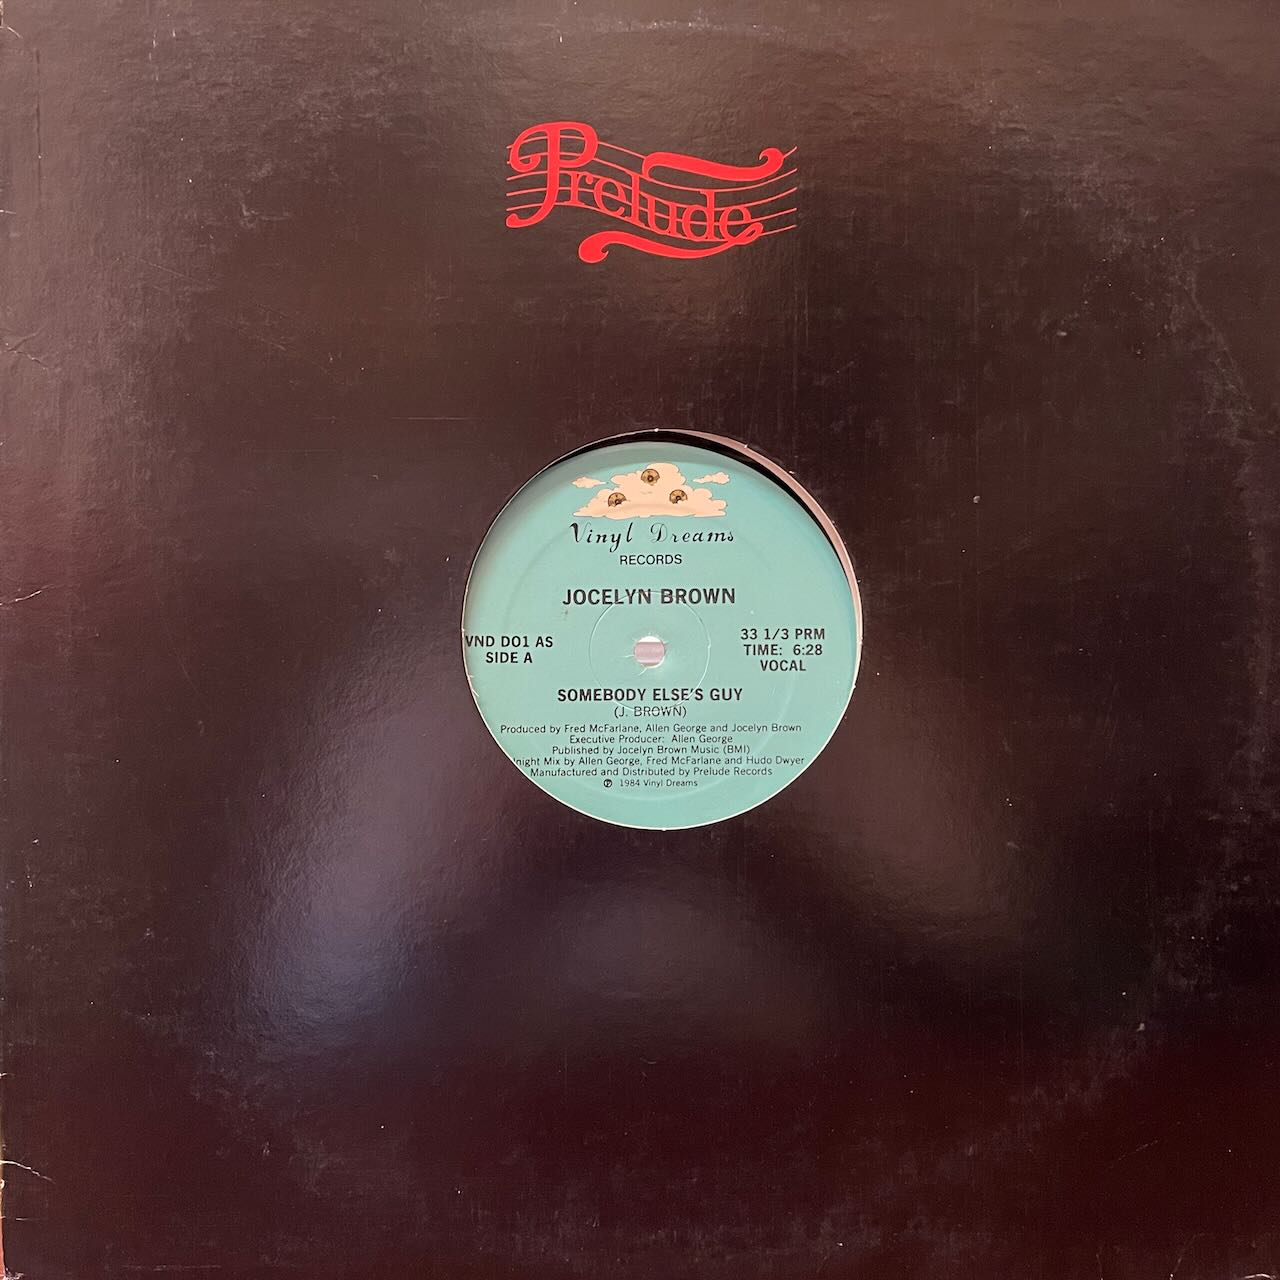 Prelude
Vinyl Dreams
RECORDS
JOCELYN BROWN
VND DO1 AS
SIDE A
33 1/3 PRM
TIME: 6:28
VOCAL
SOMEBODY ELSE'S GUY
(J. BROWN)
Produced by Fred McFarlane, Allen George and Jocelyn Brown
Executive Producer: Allen George
Published by Jocelyn Brown Music (BMI)
Mix by Allen George, Fred McFarlane and Hudo Dwyer
Manufactured and Distributed by Prelude Records
℗ 1984 Vinyl Dreams